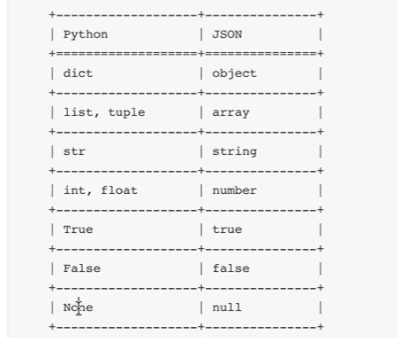 +-------------------+---------------+
| Python            | JSON          |
+===================+===============+
| dict              | object        |
+-------------------+---------------+
| list, tuple       | array         |
+-------------------+---------------+
| str               | string        |
+-------------------+---------------+
| int, float        | number        |
+-------------------+---------------+
| True              | true          |
+-------------------+---------------+
| False             | false         |
+-------------------+---------------+
| None              | null          |
+-------------------+---------------+